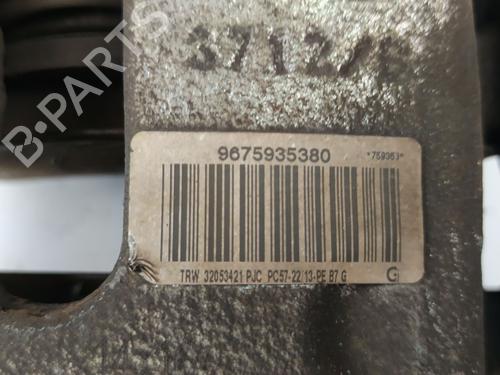 3712/
9675935380 *759363*
TRW 32053421 PJC PC57-22/13-PE B7 G G
B-PARTS